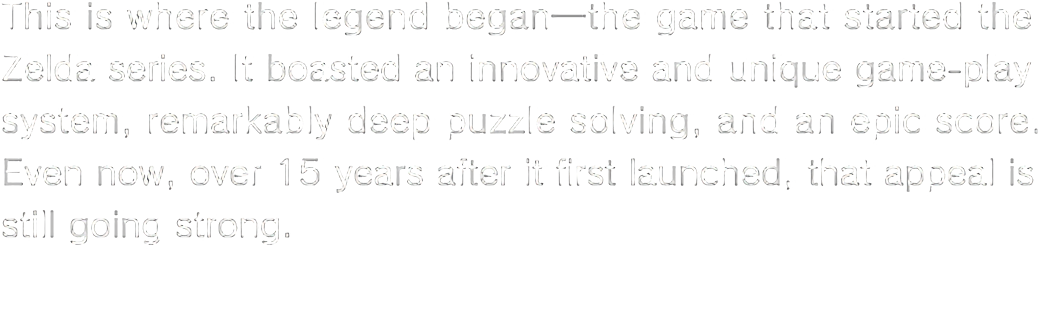 This is where the legend began—the game that started the
Zelda series. It boasted an innovative and unique game-play
system, remarkably deep puzzle solving, and an epic score.
Even now, over 15 years after it first launched, that appeal is
still going strong.